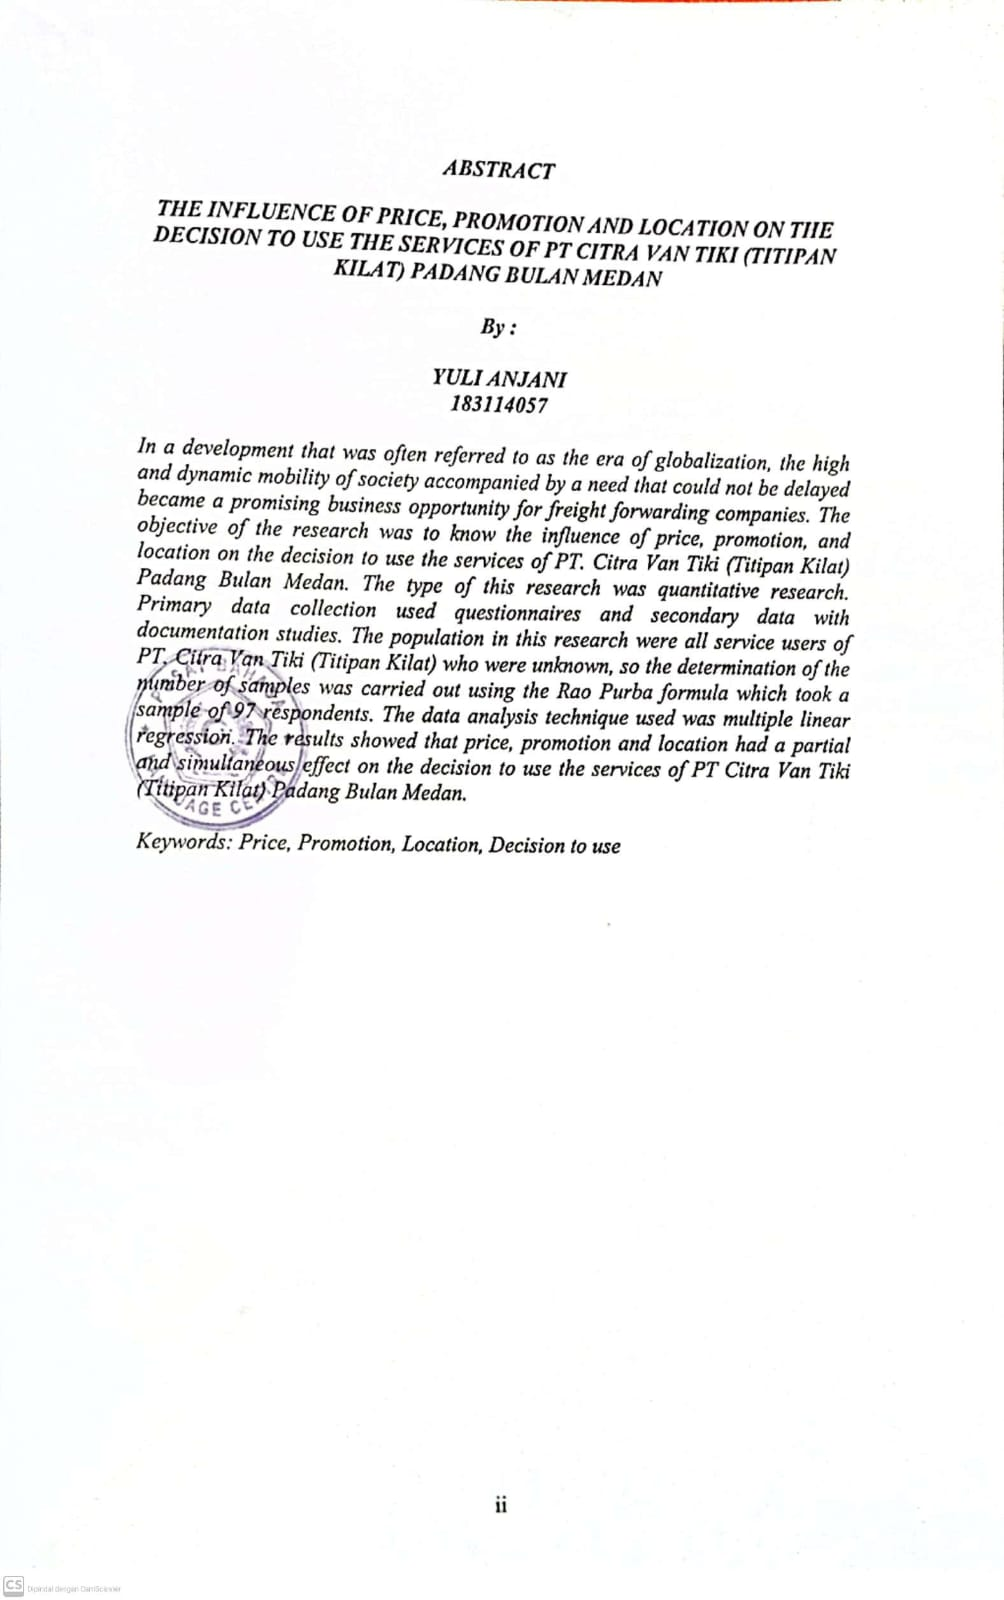 ABSTRACT
THE INFLUENCE OF PRICE, PROMOTION AND LOCATION ON THE
DECISION TO USE THE SERVICES OF PT CITRA VAN TIKI (TITIPAN
KILAT) PADANG BULAN MEDAN
By :
YULI ANJANI
183114057
In a development that was often referred to as the era of globalization, the high
and dynamic mobility of society accompanied by a need that could not be delayed
became a promising business opportunity for freight forwarding companies. The
objective of the research was to know the influence of price, promotion, and
location on the decision to use the services of PT. Citra Van Tiki (Titipan Kilat)
Padang Bulan Medan. The type of this research was quantitative research.
Primary data collection used questionnaires and secondary data with
documentation studies. The population in this research were all service users of
PT. Citra Van Tiki (Titipan Kilat) who were unknown, so the determination of the
number of samples was carried out using the Rao Purba formula which took a
sample of 97 respondents. The data analysis technique used was multiple linear
regression. The results showed that price, promotion and location had a partial
and simultaneous effect on the decision to use the services of PT Citra Van Tiki
(Titipan Kilat) Padang Bulan Medan.
Keywords: Price, Promotion, Location, Decision to use
ii
CS Dipindai dengan CamScanner